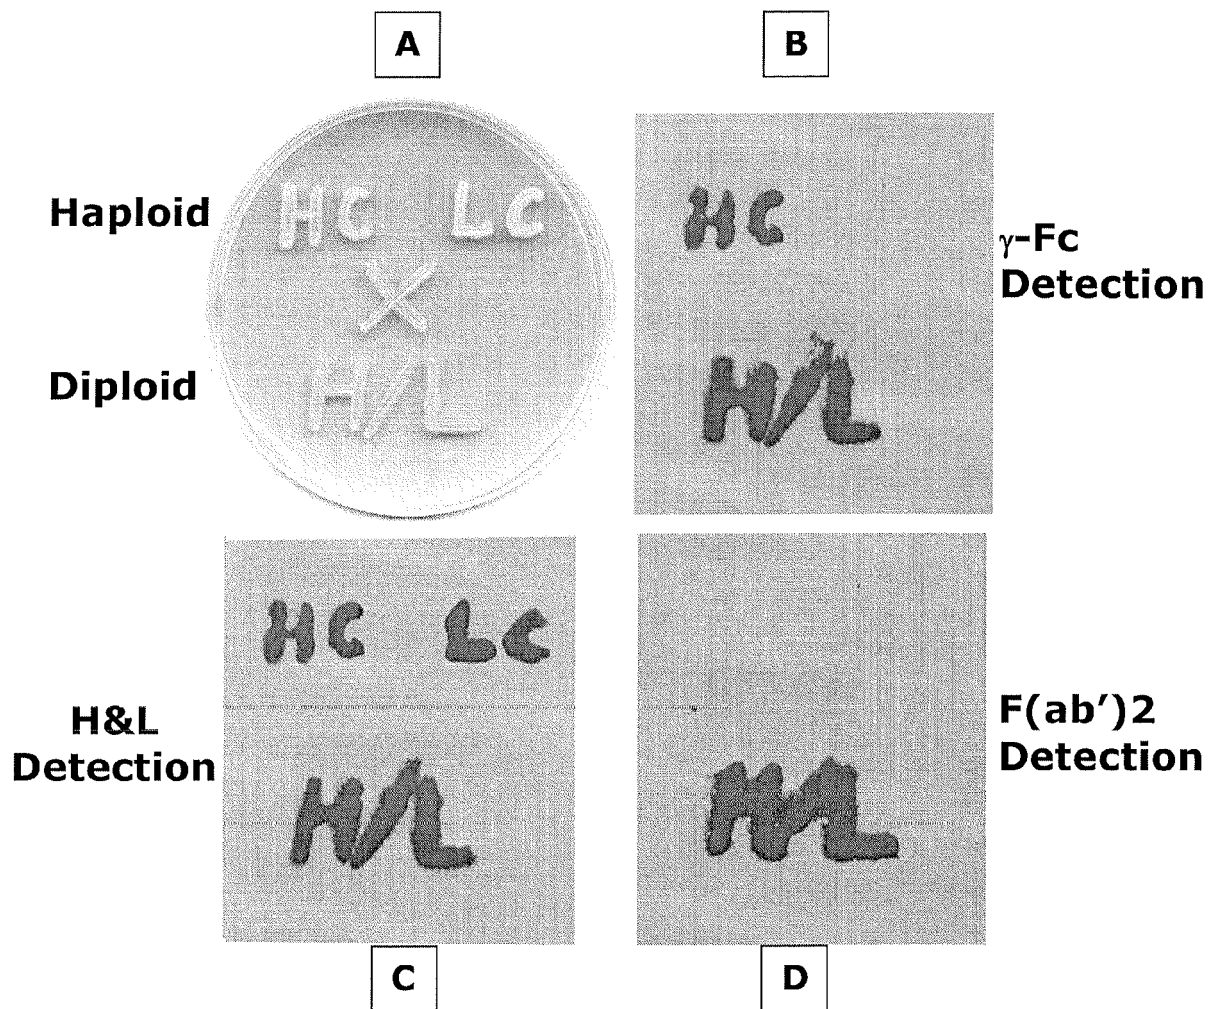 A
B
Haploid
HC LC
X
Diploid
H/L
HC
H/L
γ-Fc
Detection
HC LC
H/L
H&L
Detection
H/L
F(ab')2
Detection
C
D